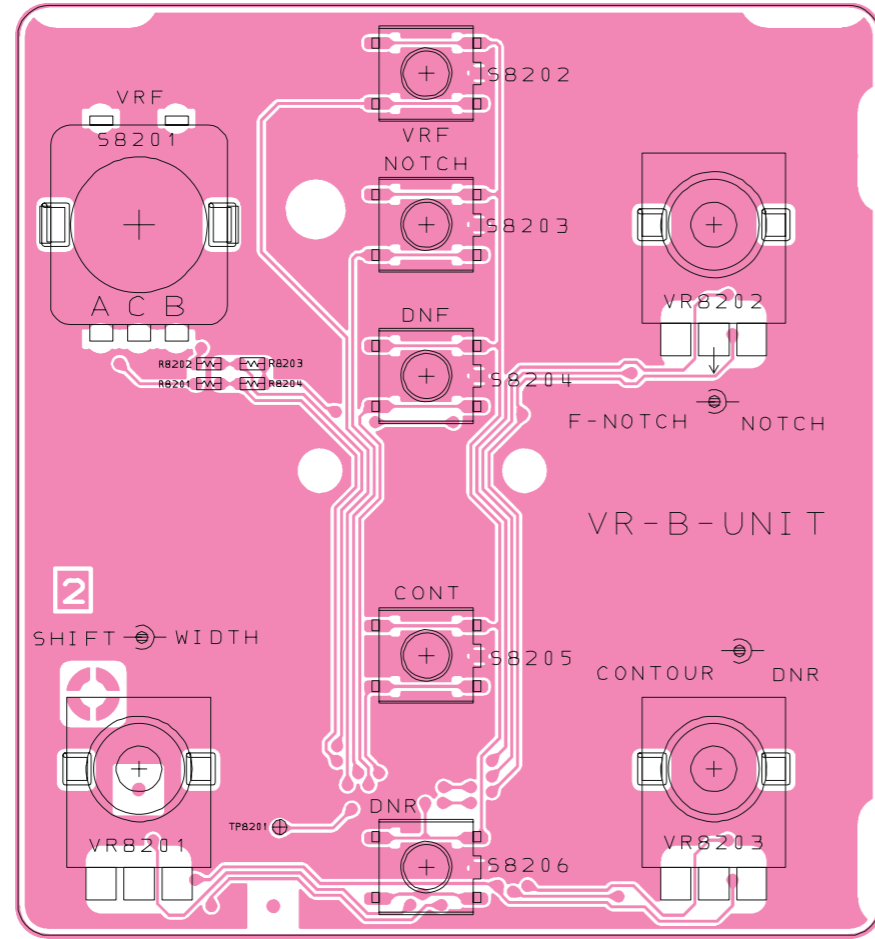 VRF
S8201
S8202
VRF
NOTCH
S8203
A C B
VR8202
DNF
R8202
R8203
R8201
R8204
S8204
F-NOTCH
NOTCH
VR-B-UNIT
2
CONT
SHIFT
WIDTH
S8205
CONTOUR
DNR
DNR
TP8201
VR8201
VR8203
S8206